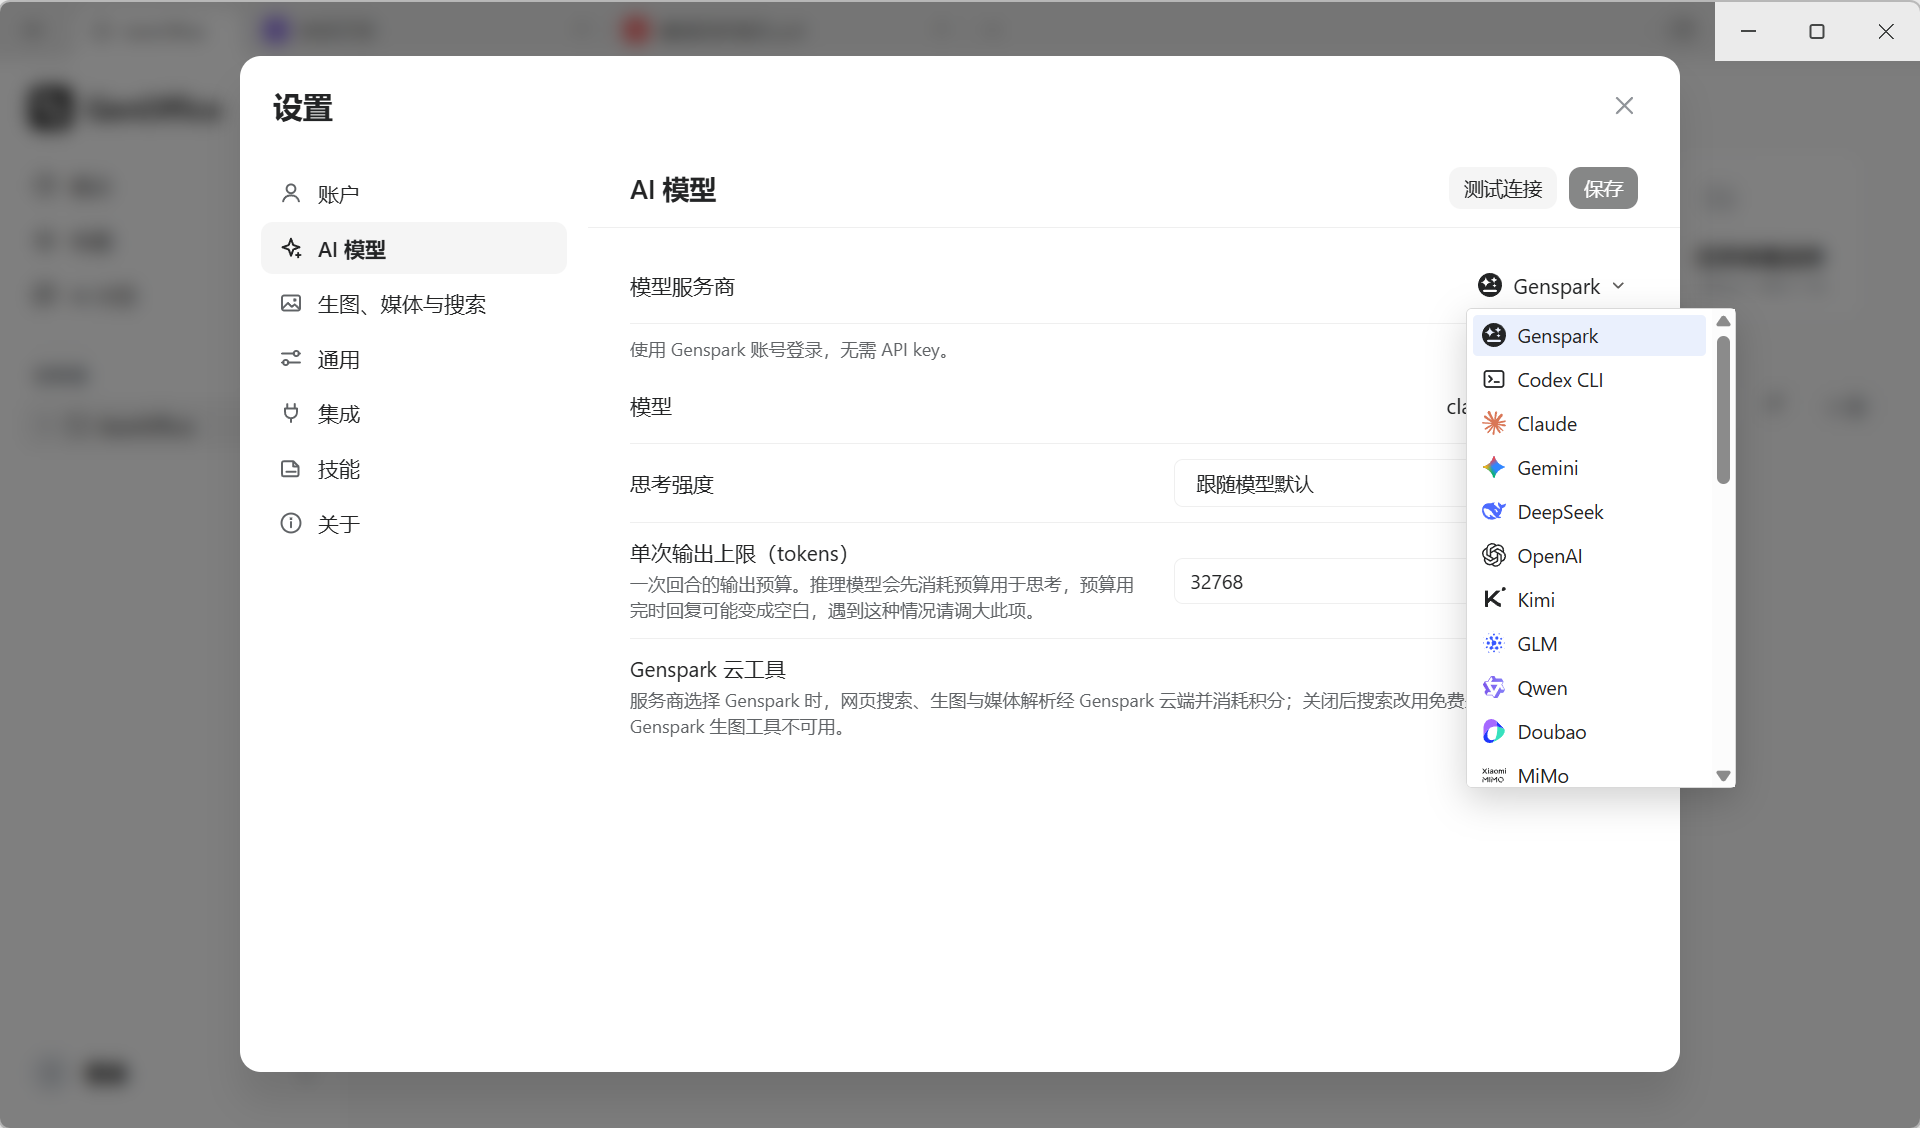 设置
账户
AI 模型
生图、媒体与搜索
通用
集成
技能
关于
AI 模型
测试连接
保存
模型服务商
Genspark
使用 Genspark 账号登录，无需 API key。
模型
cla
思考强度
跟随模型默认
单次输出上限（tokens）
一次回合的输出预算。推理模型会先消耗预算用于思考，预算用
完时回复可能变成空白，遇到这种情况请调大此项。
32768
Genspark 云工具
服务商选择 Genspark 时，网页搜索、生图与媒体解析经 Genspark 云端并消耗积分；关闭后搜索改用免费
Genspark 生图工具不可用。
Genspark
Codex CLI
Claude
Gemini
DeepSeek
OpenAI
Kimi
GLM
Qwen
Doubao
Xiaomi
MiMO
MiMo